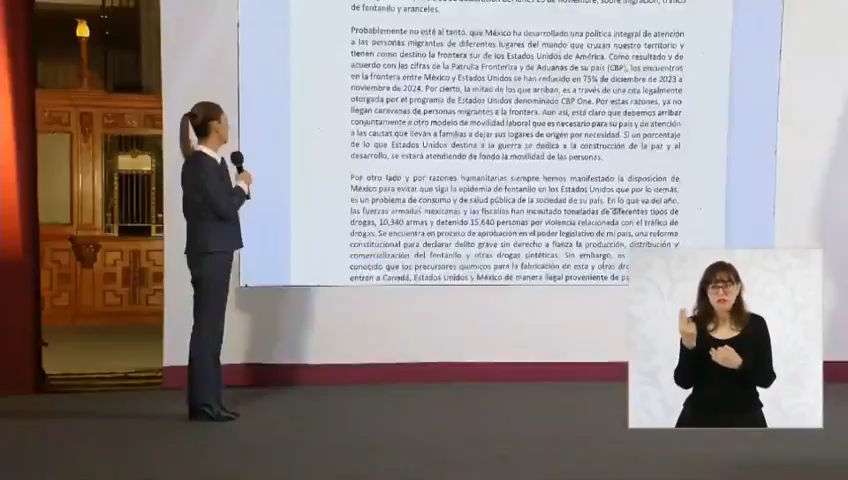 de fentanilo y aranceles.
Probablemente no esté al tanto, que México ha desarrollado una política integral de atención
a las personas migrantes de diferentes lugares del mundo que cruzan nuestro territorio y
tienen como destino la frontera sur de los Estados Unidos de América. Como resultado y de
acuerdo con las cifras de la Patrulla Fronteriza y de Aduanas de su país (CBP), los encuentros
en la frontera entre México y Estados Unidos se han reducido en 75% de diciembre de 2023 a
noviembre de 2024. Por cierto, la mitad de los que arriban, es a través de una cita legalmente
otorgada por el programa de Estados Unidos denominado CBP One. Por estas razones, ya no
llegan caravanas de personas migrantes a la frontera. Aun así, está claro que debemos arribar
conjuntamente a otro modelo de movilidad laboral que es necesario para su país y de atención
a las causas que llevan a familias a dejar sus lugares de origen por necesidad. Si un porcentaje
de lo que Estados Unidos destina a la guerra se dedica a la construcción de la paz y al
desarrollo, se estará atendiendo de fondo la movilidad de las personas.
Por otro lado y por razones humanitarias siempre hemos manifestado la disposición de
México para evitar que siga la epidemia de fentanilo en los Estados Unidos que por lo demás,
es un problema de consumo y de salud pública de la sociedad de su país. En lo que va del año,
las fuerzas armadas mexicanas y las fiscalías han incautado toneladas de diferentes tipos de
drogas, 10,340 armas y detenido 15,640 personas por violencia relacionada con el tráfico de
drogas. Se encuentra en proceso de aprobación en el poder legislativo de mi país, una reforma
constitucional para declarar delito grave sin derecho a fianza la producción, distribución y
comercialización del fentanilo y otras drogas sintéticas. Sin embargo, es
conocido que los precursores químicos para la fabricación de esta y otras
entran a Canadá, Estados Unidos y México de manera ilegal proveniente de